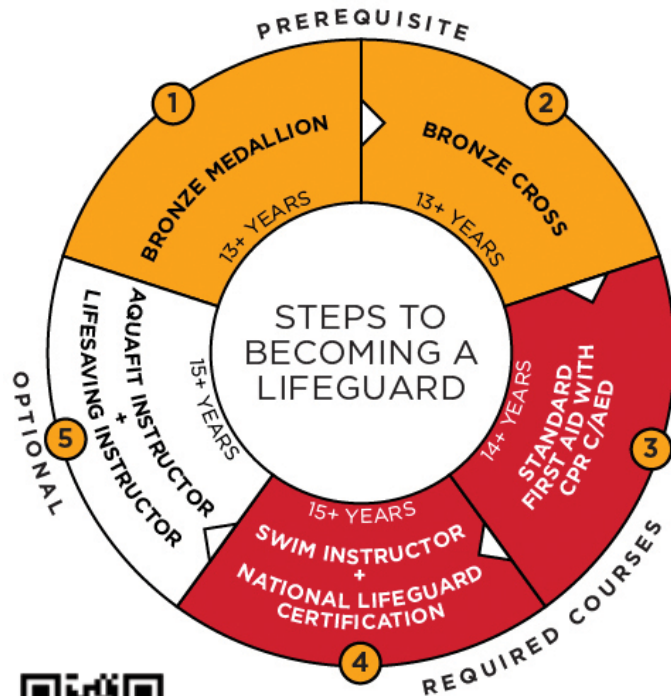 PREREQUISITE
1
BRONZE MEDALLION
13+ YEARS
2
BRONZE CROSS
13+ YEARS
STEPS TO
BECOMING A
LIFEGUARD
3
STANDARD
FIRST AID WITH
CPR C/AED
14+ YEARS
REQUIRED COURSES
4
15+ YEARS
SWIM INSTRUCTOR
+
NATIONAL LIFEGUARD
CERTIFICATION
OPTIONAL
5
15+ YEARS
AQUAFIT INSTRUCTOR
+
LIFESAVING INSTRUCTOR